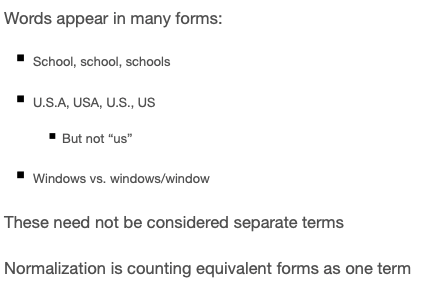 Words appear in many forms:
School, school, schools
U.S.A, USA, U.S., US
But not “us”
Windows vs. windows/window
These need not be considered separate terms
Normalization is counting equivalent forms as one term